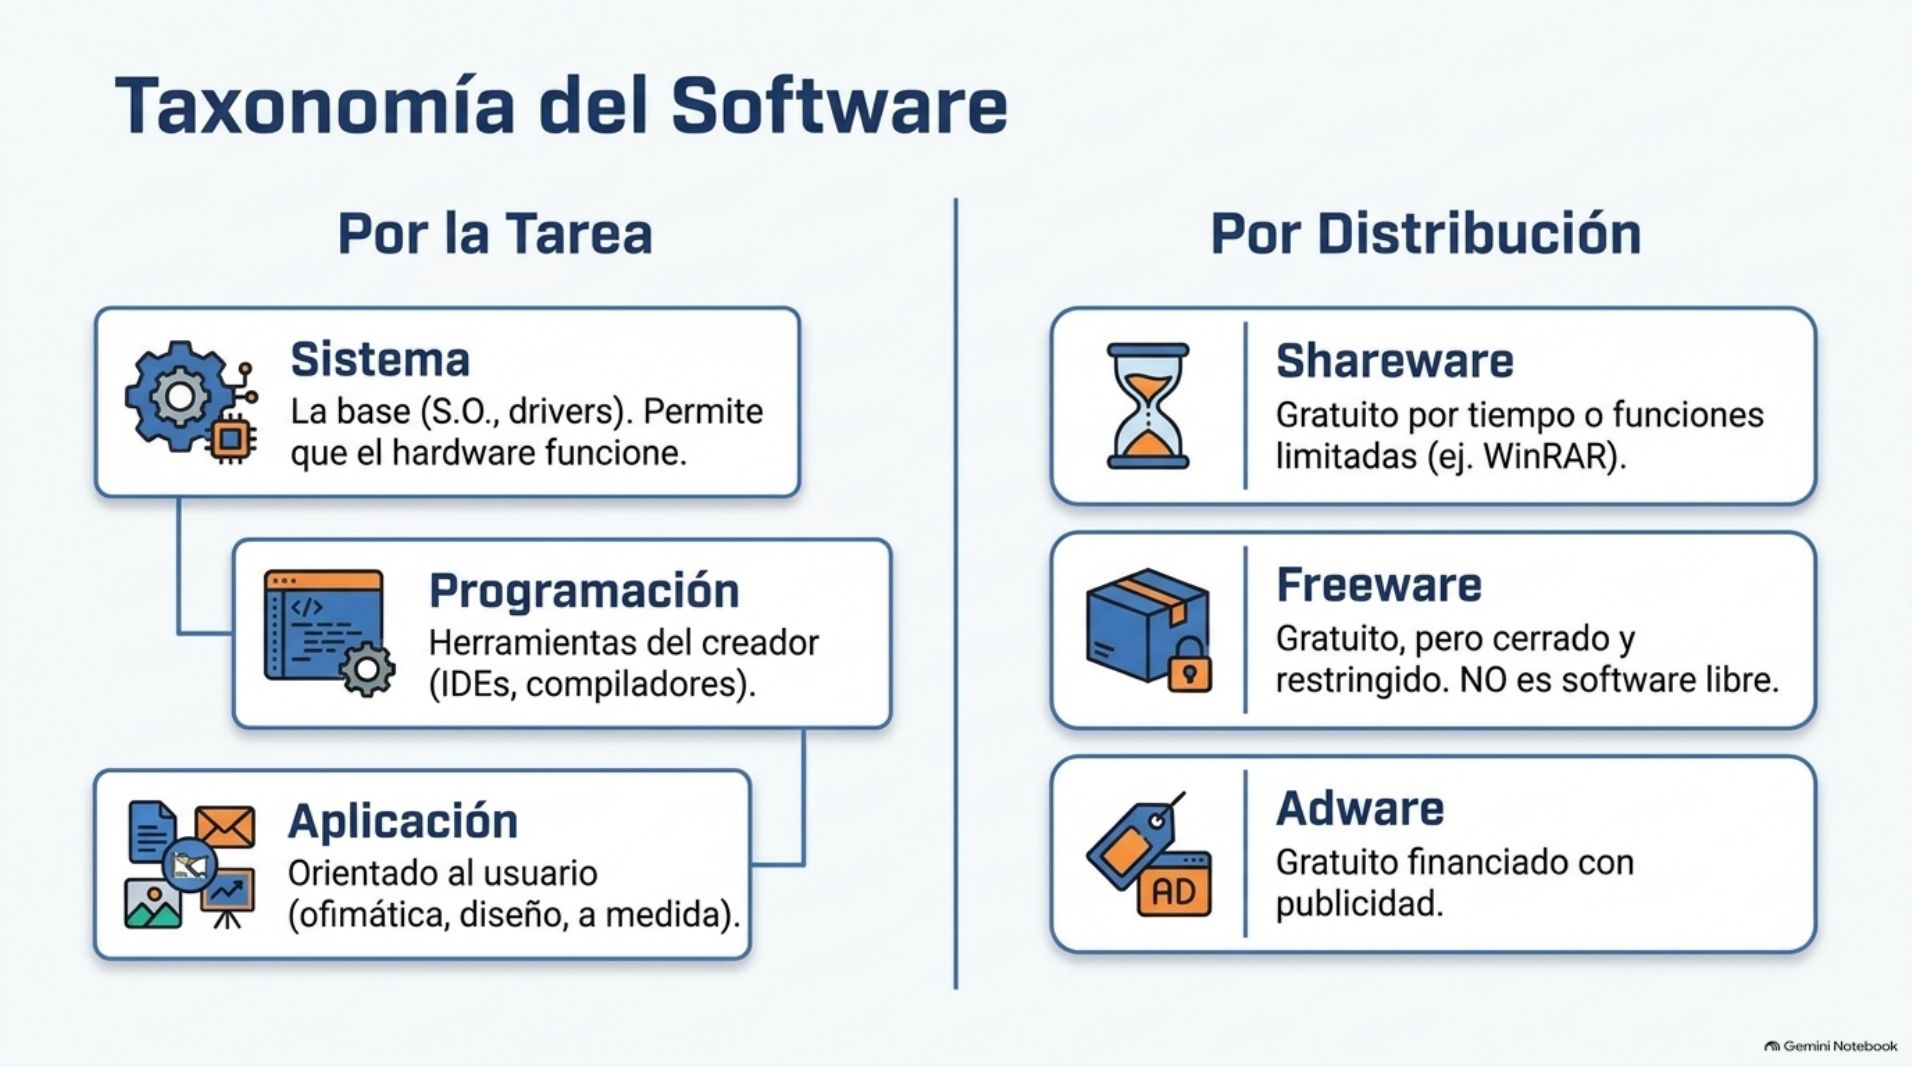 Taxonomía del Software
Por la Tarea
Sistema
La base (S.O., drivers). Permite
que el hardware funcione.
</>
Programación
Herramientas del creador
(IDEs, compiladores).
Aplicación
Orientado al usuario
(ofimática, diseño, a medida).
Por Distribución
Shareware
Gratuito por tiempo o funciones
limitadas (ej. WinRAR).
Freeware
Gratuito, pero cerrado y
restringido. NO es software libre.
Adware
Gratuito financiado con
publicidad.
AD
Gemini Notebook